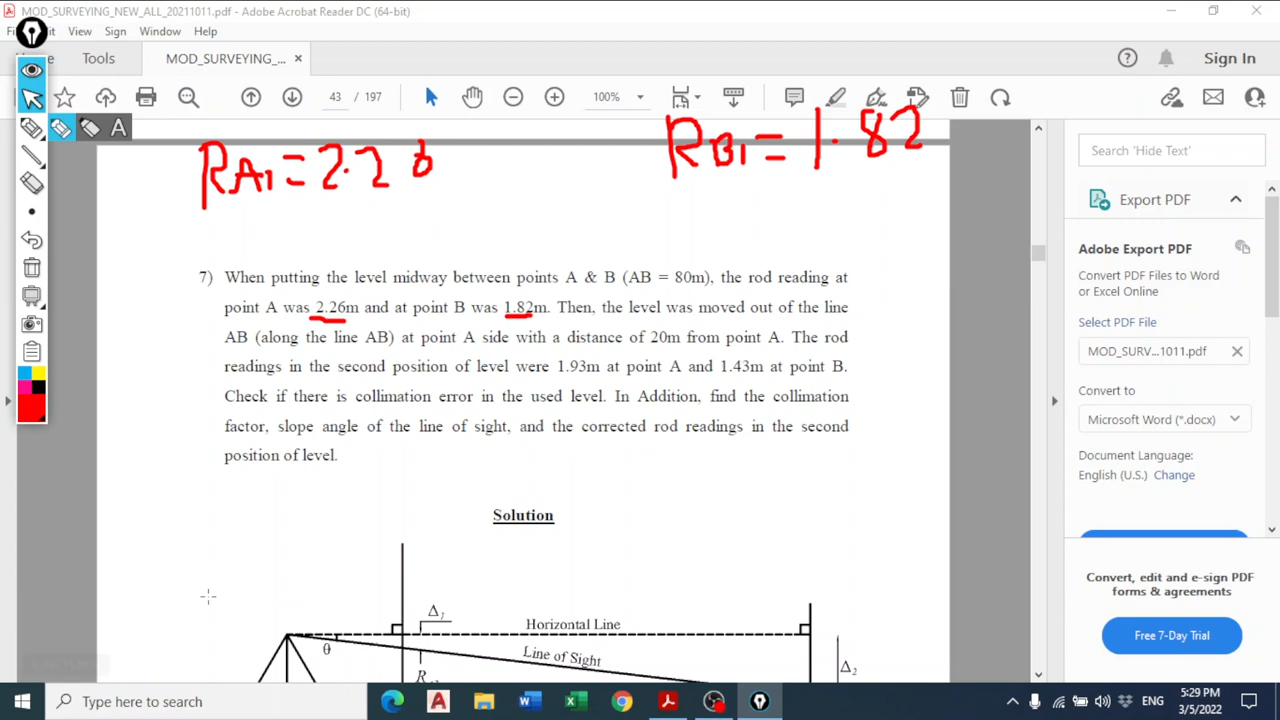 MOD_SURVEYING_NEW_ALL_20211011.pdf - Adobe Acrobat Reader DC (64-bit)
View Sign Window Help
Tools MOD_SURVEYING_... × Sign In
43 / 197 100%
R_A1 = 2.26 R_B1 = 1.82
7) When putting the level midway between points A & B (AB = 80m), the rod reading at
point A was 2.26m and at point B was 1.82m. Then, the level was moved out of the line
AB (along the line AB) at point A side with a distance of 20m from point A. The rod
readings in the second position of level were 1.93m at point A and 1.43m at point B.
Check if there is collimation error in the used level. In Addition, find the collimation
factor, slope angle of the line of sight, and the corrected rod readings in the second
position of level.
Solution
Δ1
Horizontal Line
θ
Line of Sight
Δ2
A
Search 'Hide Text'
Export PDF
Adobe Export PDF
Convert PDF Files to Word
or Excel Online
Select PDF File
MOD_SURV...1011.pdf ×
Convert to
Microsoft Word (*.docx)
Document Language:
English (U.S.) Change
Convert, edit and e-sign PDF
forms & agreements
Free 7-Day Trial
Type here to search
ENG
5:29 PM
3/5/2022